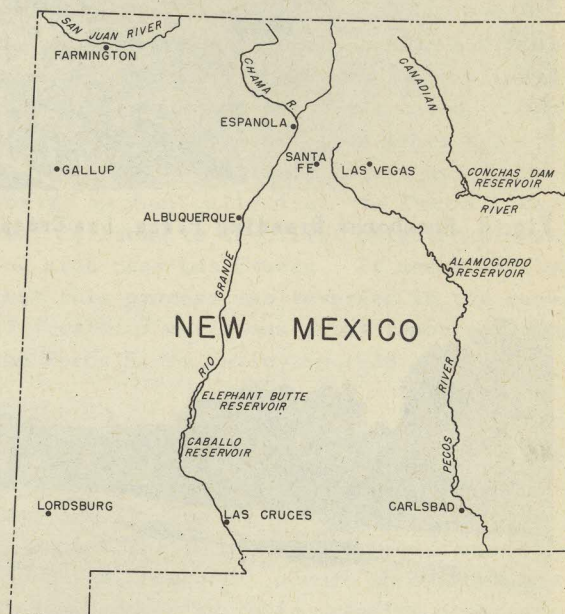 SAN JUAN RIVER
FARMINGTON
CHAMA R.
CANADIAN
ESPANOLA
SANTA
FE
LAS VEGAS
GALLUP
CONCHAS DAM
RESERVOIR
RIVER
ALBUQUERQUE
ALAMOGORDO
RESERVOIR
RIO GRANDE
NEW MEXICO
ELEPHANT BUTTE
RESERVOIR
PECOS RIVER
CABALLO
RESERVOIR
LORDSBURG
LAS CRUCES
CARLSBAD